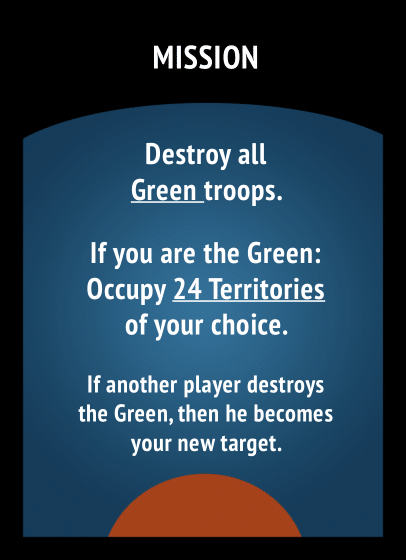 MISSION
Destroy all
Green troops.
If you are the Green:
Occupy 24 Territories
of your choice.
If another player destroys
the Green, then he becomes
your new target.